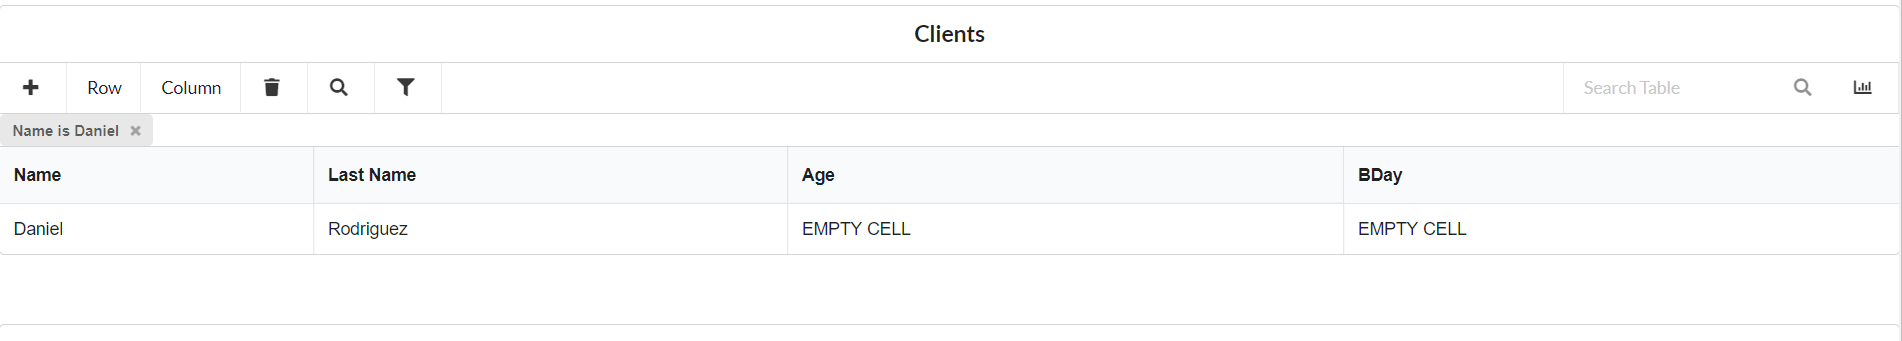 Clients
Row Column Search Table
Name is Daniel
Name Last Name Age BDay
Daniel Rodriguez EMPTY CELL EMPTY CELL